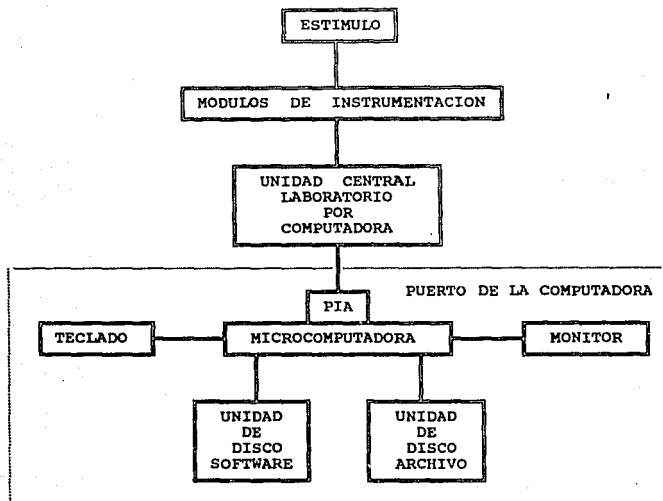 ESTIMULO
MODULOS DE INSTRUMENTACION
UNIDAD CENTRAL
LABORATORIO
POR
COMPUTADORA
PUERTO DE LA COMPUTADORA
PIA
TECLADO
MICROCOMPUTADORA
MONITOR
UNIDAD
DE
DISCO
SOFTWARE
UNIDAD
DE
DISCO
ARCHIVO